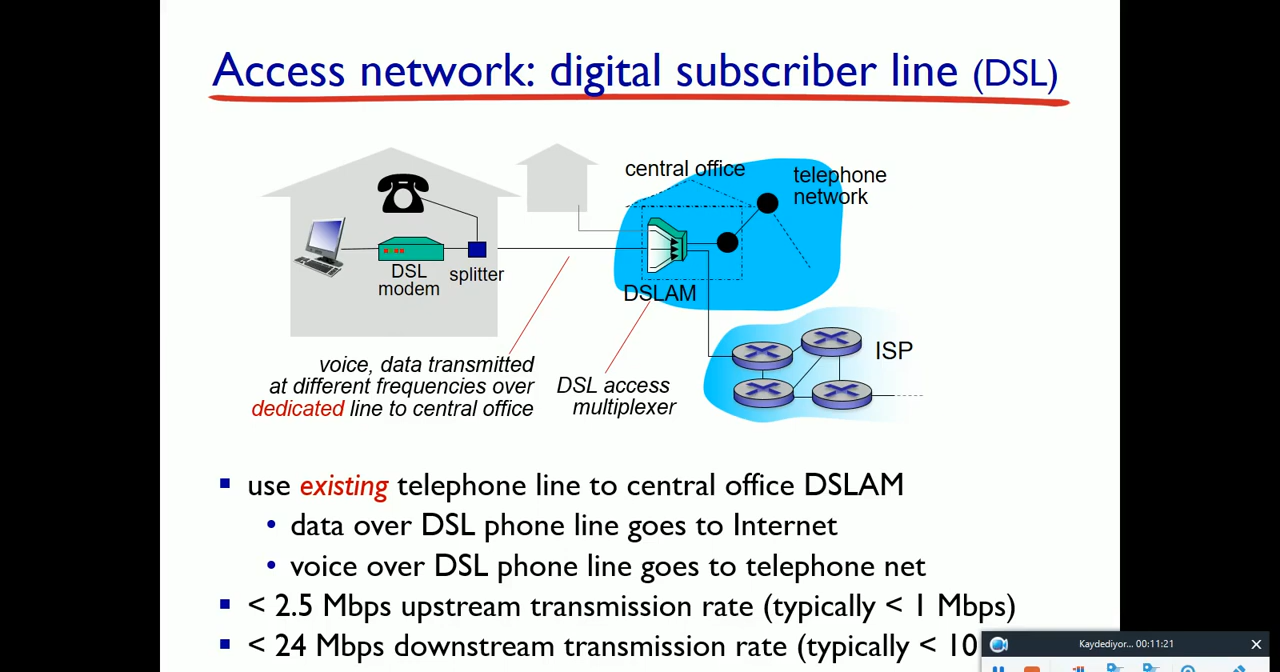 Access network: digital subscriber line (DSL)
central office
telephone
network
DSL
modem
splitter
DSLAM
ISP
voice, data transmitted
at different frequencies over
dedicated line to central office
DSL access
multiplexer
▪ use existing telephone line to central office DSLAM
• data over DSL phone line goes to Internet
• voice over DSL phone line goes to telephone net
▪ < 2.5 Mbps upstream transmission rate (typically < 1 Mbps)
▪ < 24 Mbps downstream transmission rate (typically < 10
Kaydediyor... 00:11:21